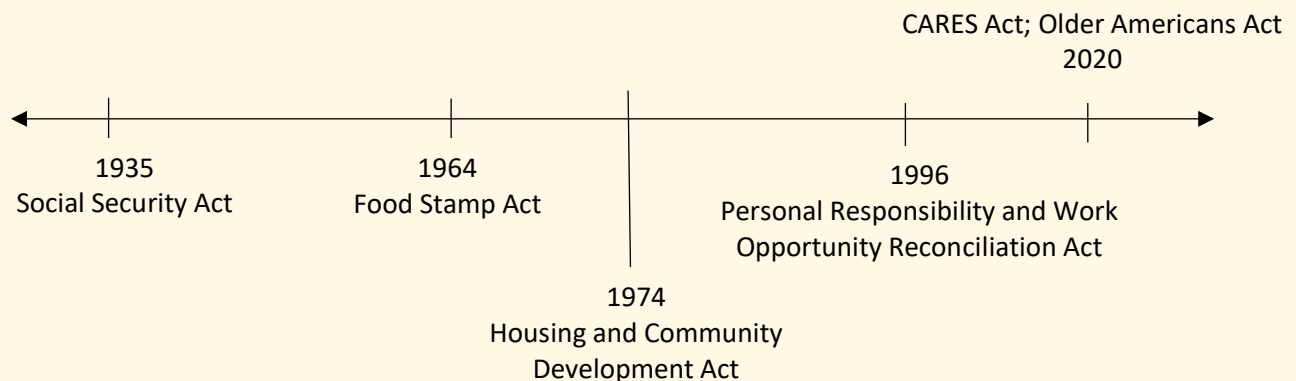 CARES Act; Older Americans Act
2020
1935
Social Security Act
1964
Food Stamp Act
1996
Personal Responsibility and Work
Opportunity Reconciliation Act
1974
Housing and Community
Development Act